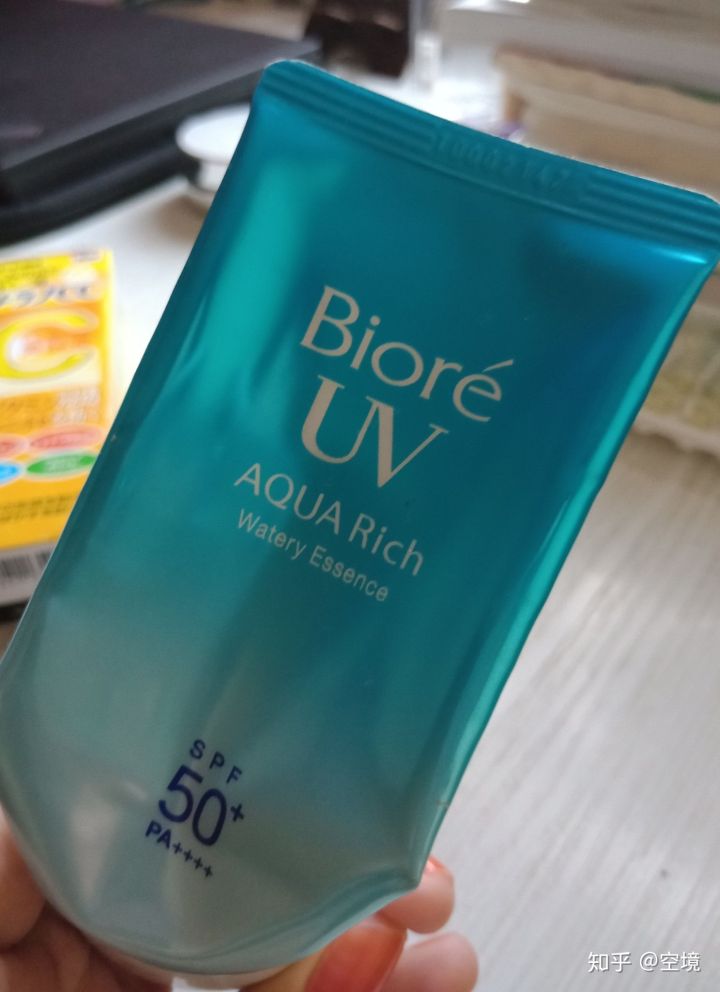 Bioré
UV
AQUA Rich
Watery Essence
SPF
50+
PA++++
C
知乎 @空境